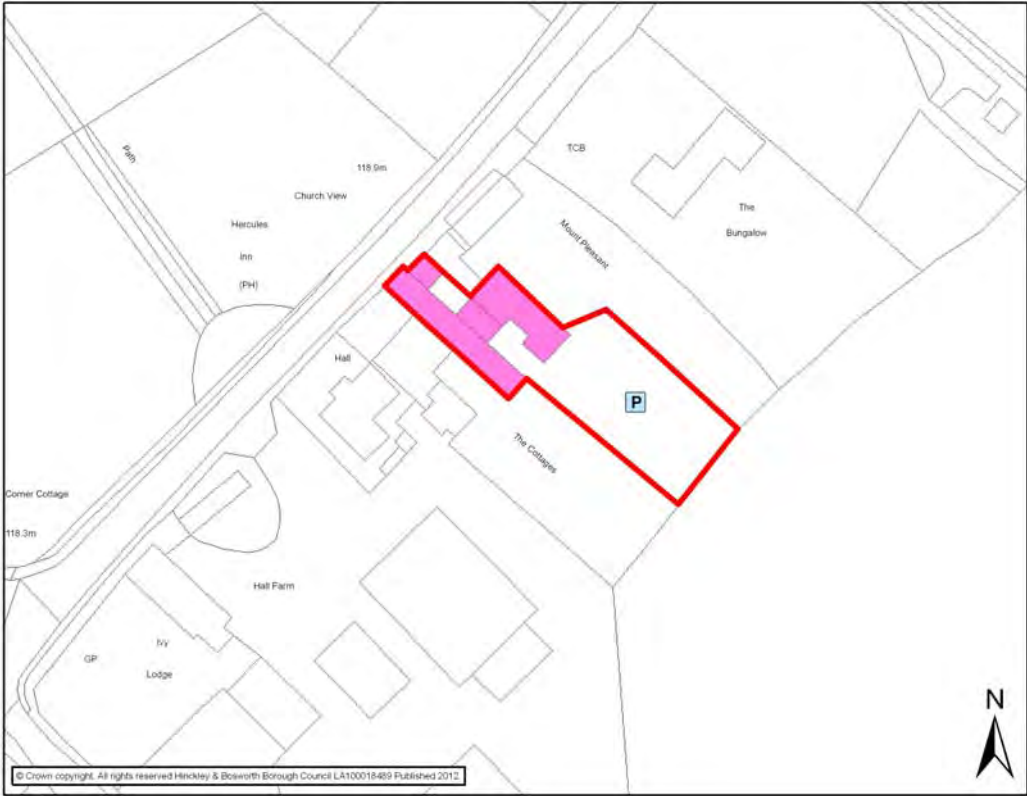 Path
118.9m
TCB
Church View
Hercules
Inn
(PH)
Mount Pleasant
The
Bungalow
Hall
P
The Cottages
Corner Cottage
118.3m
Hall Farm
Ivy
Lodge
GP
N
© Crown copyright. All rights reserved Hinckley & Bosworth Borough Council LA100018489 Published 2012.